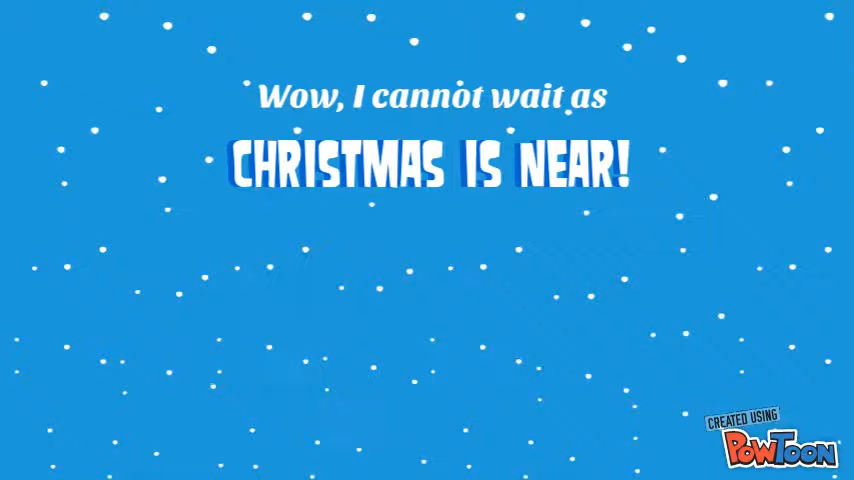 Wow, I cannot wait as
CHRISTMAS IS NEAR!
CREATED USING
POWTOON